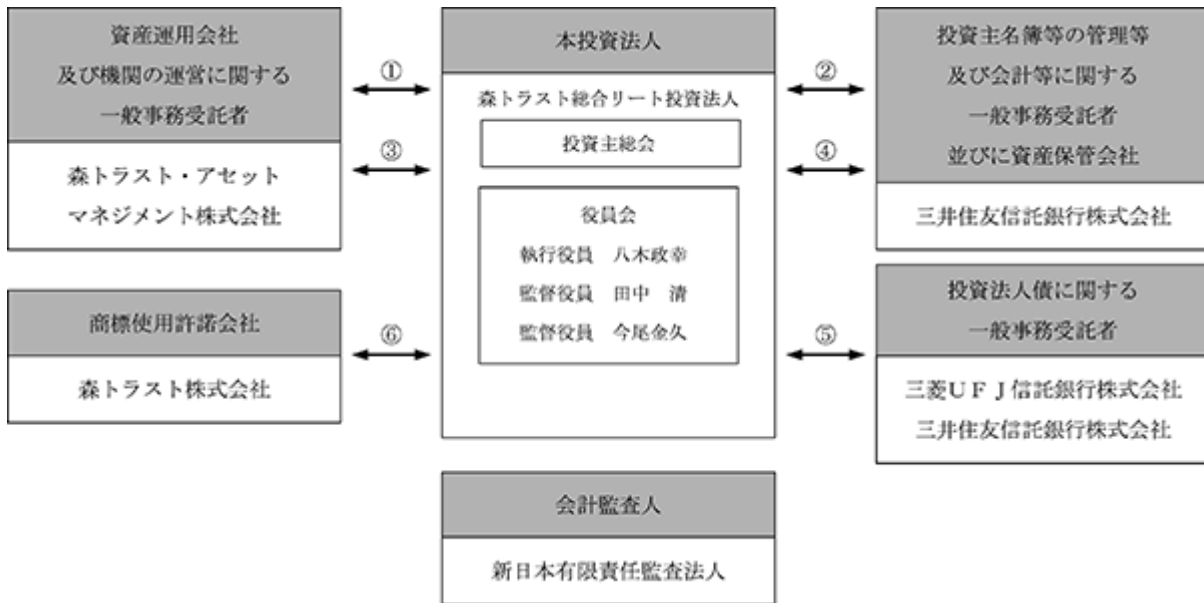 資産運用会社
及び機関の運営に関する
一般事務受託者
森トラスト・アセット
マネジメント株式会社
①
③
本投資法人
森トラスト総合リート投資法人
投資主総会
役員会
執行役員　八木政幸
監督役員　田中　清
監督役員　今尾金久
②
④
投資主名簿等の管理等
及び会計等に関する
一般事務受託者
並びに資産保管会社
三井住友信託銀行株式会社
商標使用許諾会社
森トラスト株式会社
⑥
⑤
投資法人債に関する
一般事務受託者
三菱ＵＦＪ信託銀行株式会社
三井住友信託銀行株式会社
会計監査人
新日本有限責任監査法人